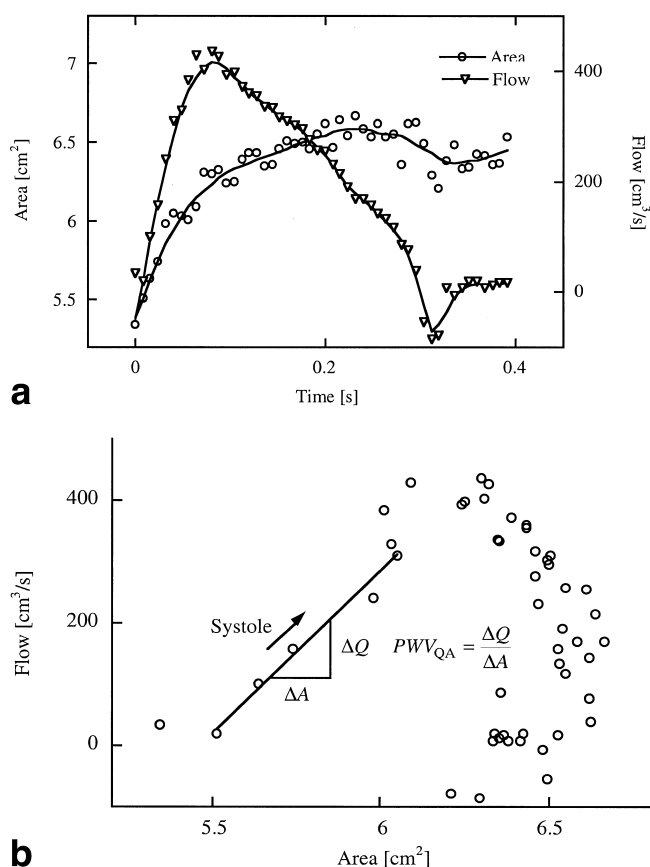 Area
Flow
7
6.5
6
5.5
400
200
0
Area [cm²]
Flow [cm³/s]
0
0.2
0.4
Time [s]
a
400
200
0
Flow [cm³/s]
Systole
ΔQ
ΔA
PWV_QA = ΔQ/ΔA
5.5
6
6.5
Area [cm²]
b